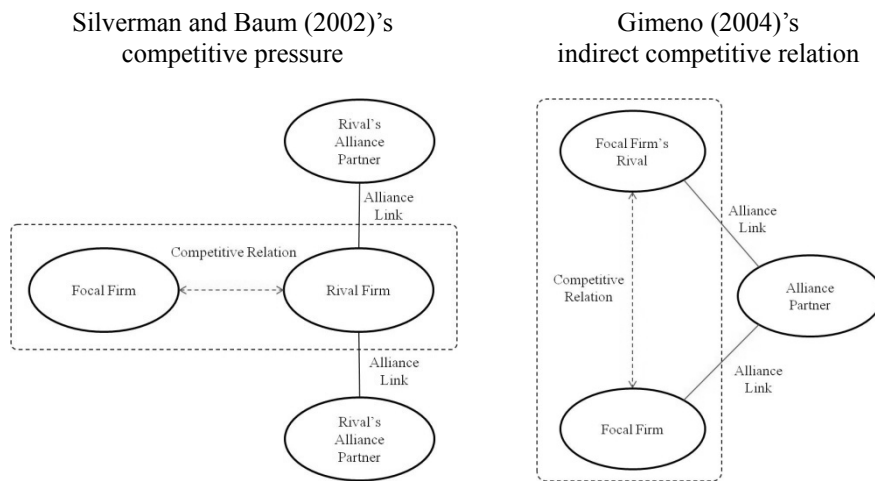 Silverman and Baum (2002)’s
competitive pressure
Rival's
Alliance
Partner
Alliance
Link
Competitive Relation
Focal Firm
Rival Firm
Alliance
Link
Rival's
Alliance
Partner
Gimeno (2004)’s
indirect competitive relation
Focal Firm's
Rival
Alliance
Link
Competitive
Relation
Alliance
Partner
Alliance
Link
Focal Firm